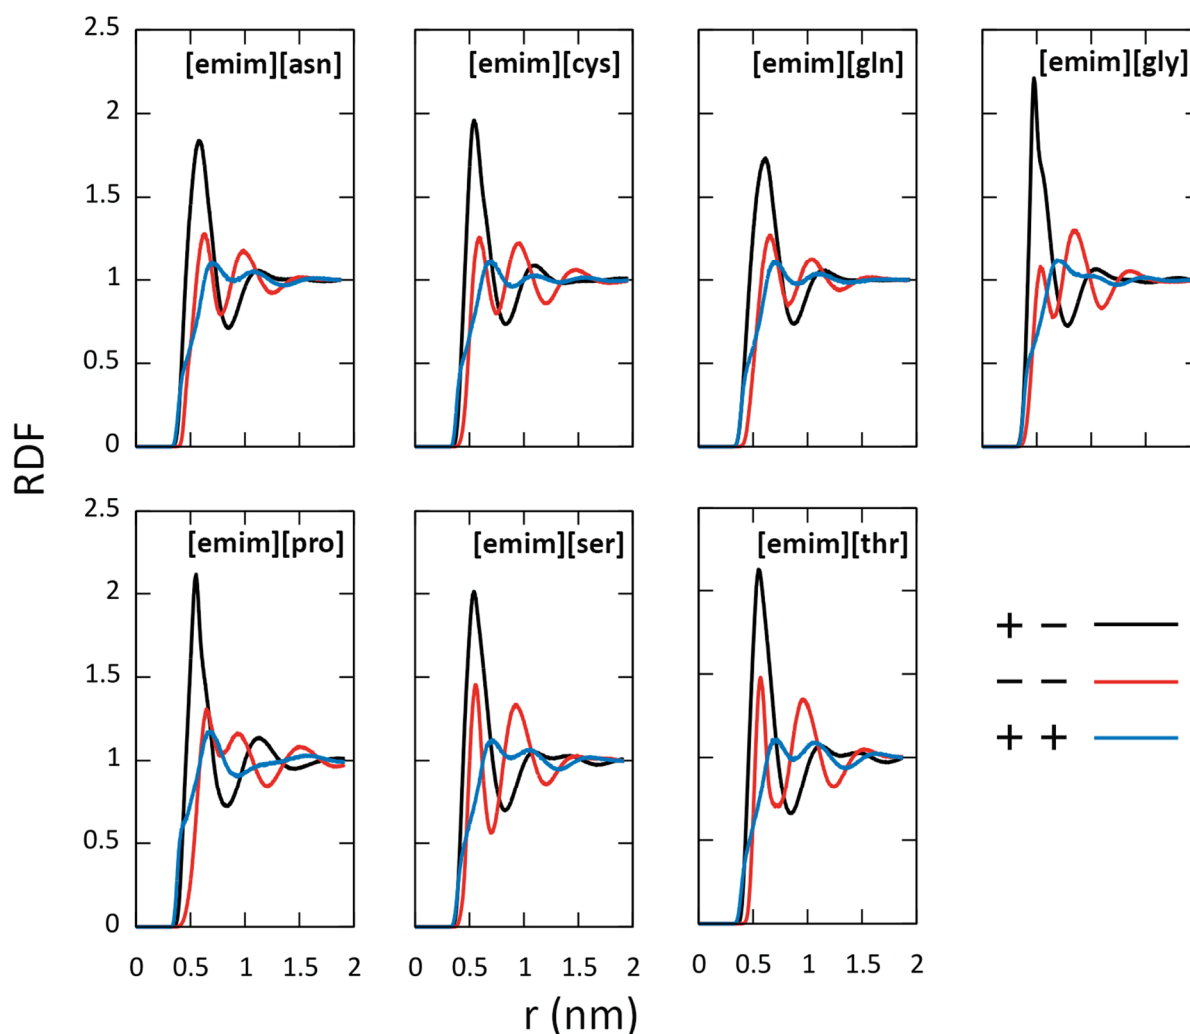 2.5
[emim][asn]
[emim][cys]
[emim][gln]
[emim][gly]
2
1.5
1
0.5
0
RDF
2.5
[emim][pro]
[emim][ser]
[emim][thr]
2
1.5
1
0.5
0
+ −
− −
+ +
0 0.5 1 1.5 2
0 0.5 1 1.5 2
0 0.5 1 1.5 2
r (nm)